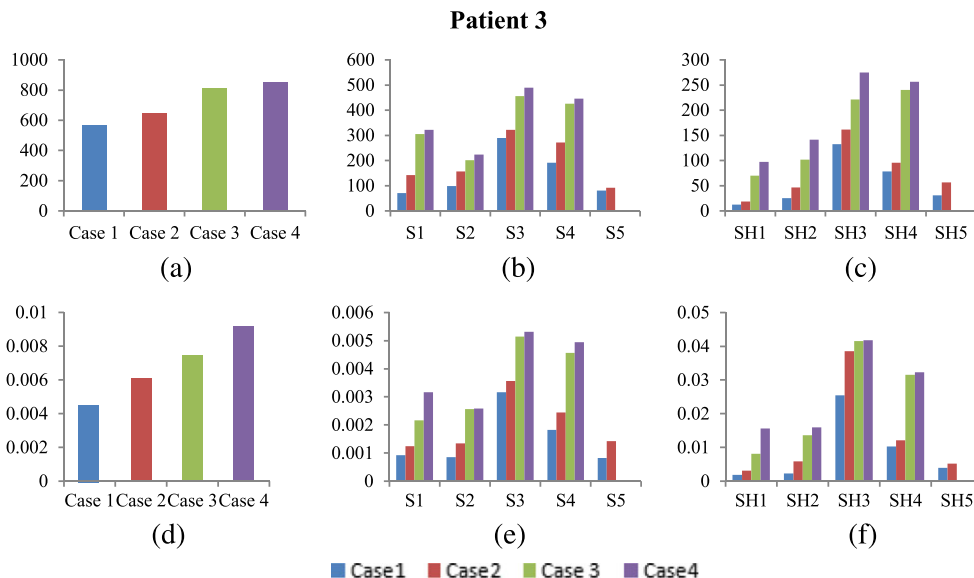 Patient 3
1000
800
600
400
200
0
Case 1 Case 2 Case 3 Case 4
(a)
600
500
400
300
200
100
0
S1 S2 S3 S4 S5
(b)
300
250
200
150
100
50
0
SH1 SH2 SH3 SH4 SH5
(c)
0.01
0.008
0.006
0.004
0.002
0
Case 1 Case 2 Case 3 Case 4
(d)
0.006
0.005
0.004
0.003
0.002
0.001
0
S1 S2 S3 S4 S5
(e)
0.05
0.04
0.03
0.02
0.01
0
SH1 SH2 SH3 SH4 SH5
(f)
Case1 Case2 Case 3 Case4